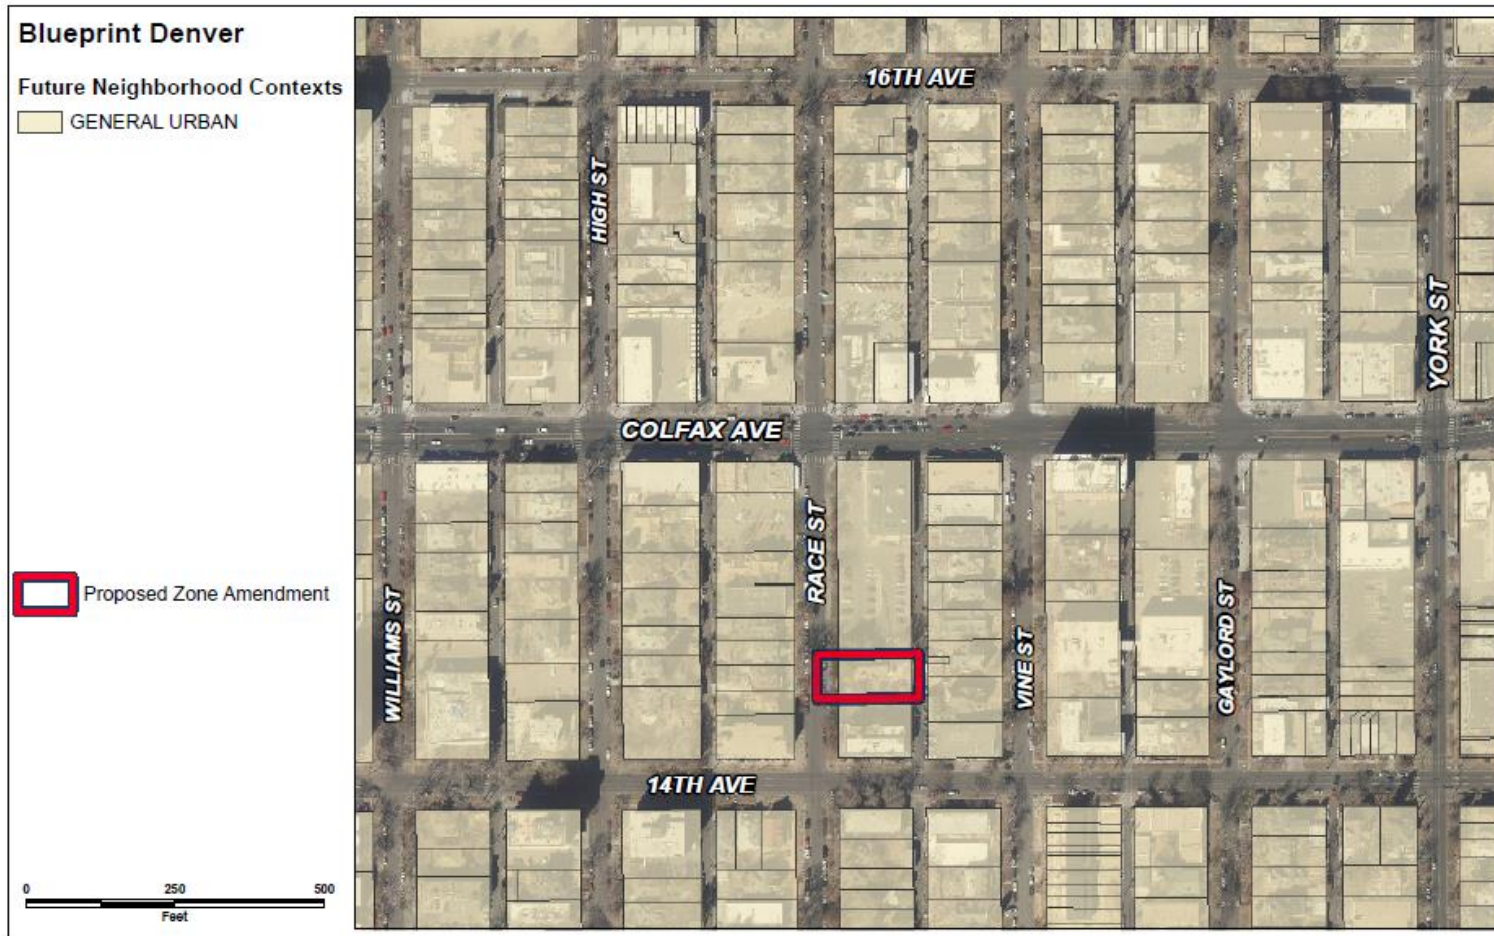 Blueprint Denver
Future Neighborhood Contexts
GENERAL URBAN
Proposed Zone Amendment
0 250 500
Feet
16TH AVE
HIGH ST
YORK ST
COLFAX AVE
RACE ST
WILLIAMS ST
VINE ST
GAYLORD ST
14TH AVE